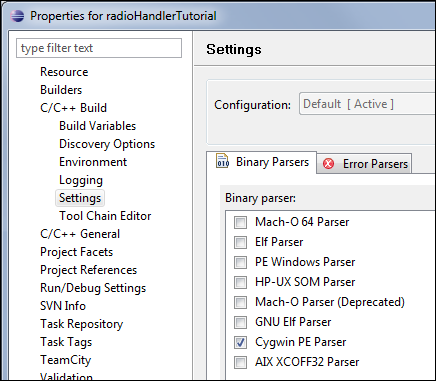 Properties for radioHandlerTutorial
type filter text
Settings
Resource
Builders
C/C++ Build
Build Variables
Discovery Options
Environment
Logging
Settings
Tool Chain Editor
C/C++ General
Project Facets
Project References
Run/Debug Settings
SVN Info
Task Repository
Task Tags
TeamCity
Validation
Configuration: Default [ Active ]
Binary Parsers Error Parsers
Binary parser:
Mach-O 64 Parser
Elf Parser
PE Windows Parser
HP-UX SOM Parser
Mach-O Parser (Deprecated)
GNU Elf Parser
Cygwin PE Parser
AIX XCOFF32 Parser